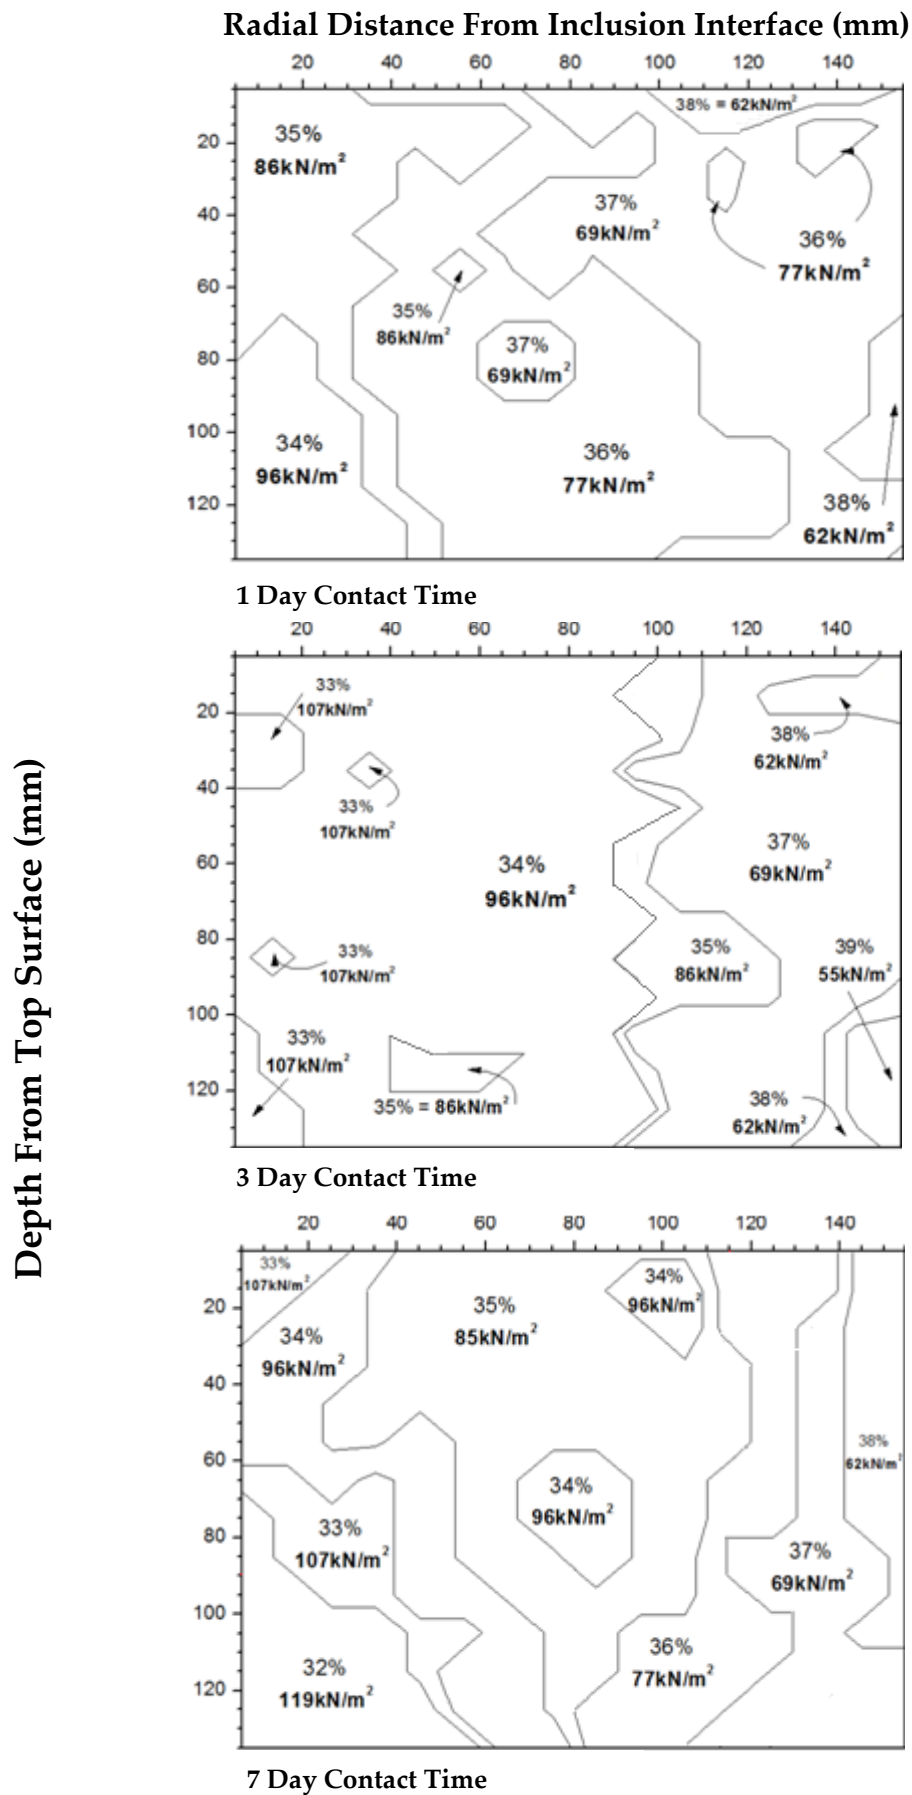 Radial Distance From Inclusion Interface (mm)
20 40 60 80 100 120 140
38% = 62kN/m²
20
35%
86kN/m²
37%
69kN/m²
40
36%
77kN/m²
60
35%
86kN/m²
37%
69kN/m²
80
100
34%
96kN/m²
36%
77kN/m²
120
38%
62kN/m²
1 Day Contact Time
20 40 60 80 100 120 140
33%
107kN/m²
20
38%
62kN/m²
40
33%
107kN/m²
60
34%
96kN/m²
37%
69kN/m²
80
33%
107kN/m²
35%
86kN/m²
39%
55kN/m²
100
33%
107kN/m²
120
35% = 86kN/m²
38%
62kN/m²
3 Day Contact Time
Depth From Top Surface (mm)
20 40 60 80 100 120 140
33%
107kN/m²
34%
96kN/m²
20
35%
85kN/m²
34%
96kN/m²
40
60
38%
62kN/m²
34%
96kN/m²
80
33%
107kN/m²
37%
69kN/m²
100
36%
77kN/m²
32%
119kN/m²
120
7 Day Contact Time